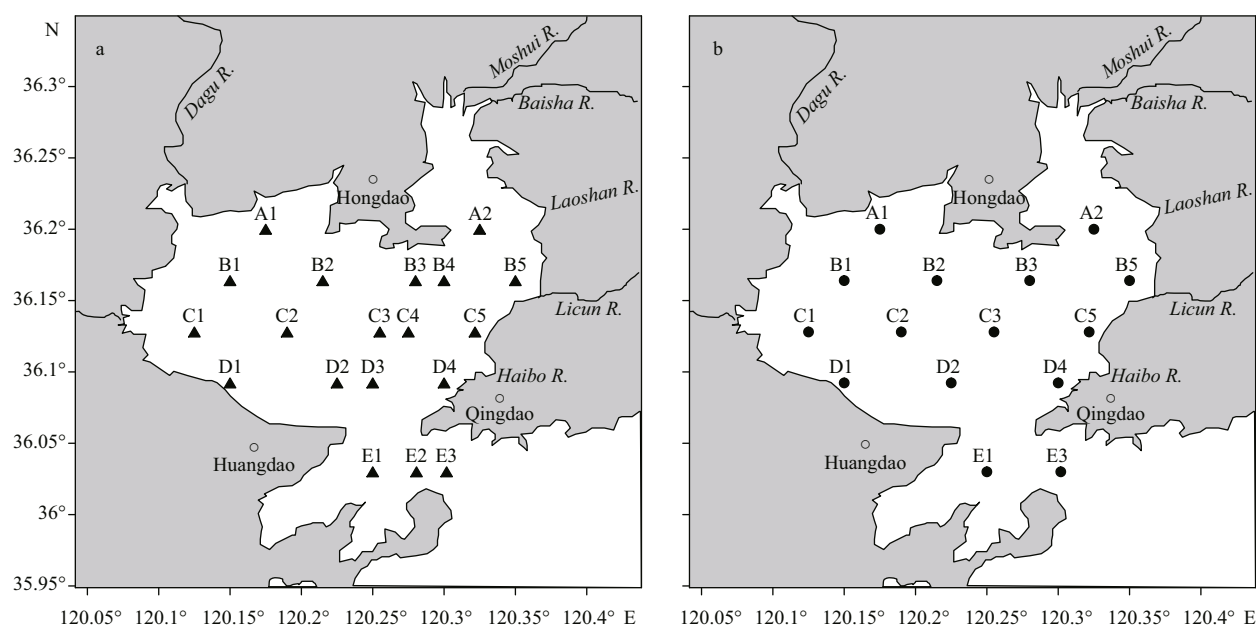 N
a
Moshui R.
Dagu R.
Baisha R.
36.3°
36.25°
Hongdao
Laoshan R.
36.2°
A1 A2
B1 B2 B3 B4 B5
36.15°
Licun R.
C1 C2 C3 C4 C5
36.1°
D1 D2 D3 D4
Haibo R.
Qingdao
36.05°
Huangdao
E1 E2 E3
36°
35.95°
120.05° 120.1° 120.15° 120.2° 120.25° 120.3° 120.35° 120.4° E
b
Moshui R.
Dagu R.
Baisha R.
Hongdao
Laoshan R.
A1 A2
B1 B2 B3 B5
Licun R.
C1 C2 C3 C5
D1 D2 D4
Haibo R.
Qingdao
Huangdao
E1 E3
120.05° 120.1° 120.15° 120.2° 120.25° 120.3° 120.35° 120.4° E